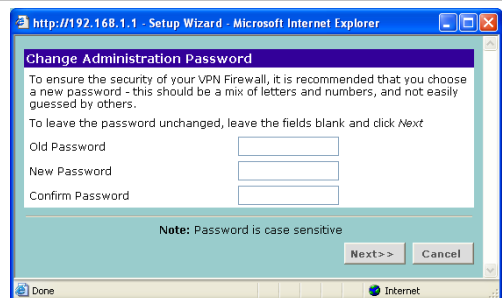 http://192.168.1.1 - Setup Wizard - Microsoft Internet Explorer
Change Administration Password
To ensure the security of your VPN Firewall, it is recommended that you choose
a new password - this should be a mix of letters and numbers, and not easily
guessed by others.
To leave the password unchanged, leave the fields blank and click Next
Old Password
New Password
Confirm Password
Note: Password is case sensitive
Next>> Cancel
Done Internet